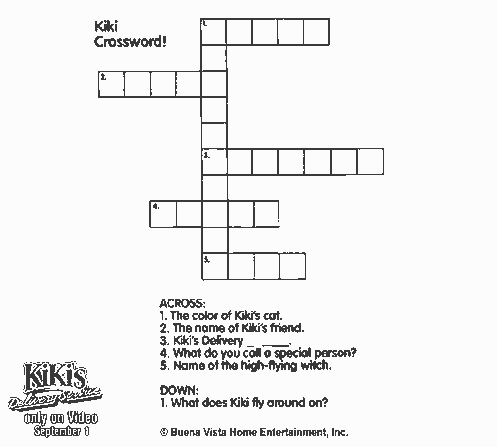 Kiki
Crossword!
1.
2.
3.
4.
5.
ACROSS:
1. The color of Kiki's cat.
2. The name of Kiki's friend.
3. Kiki's Delivery _ ____.
4. What do you call a special person?
5. Name of the high-flying witch.
DOWN:
1. What does Kiki fly around on?
KiKi's
Delivery Service
only on Video
September 1
© Buena Vista Home Entertainment, Inc.